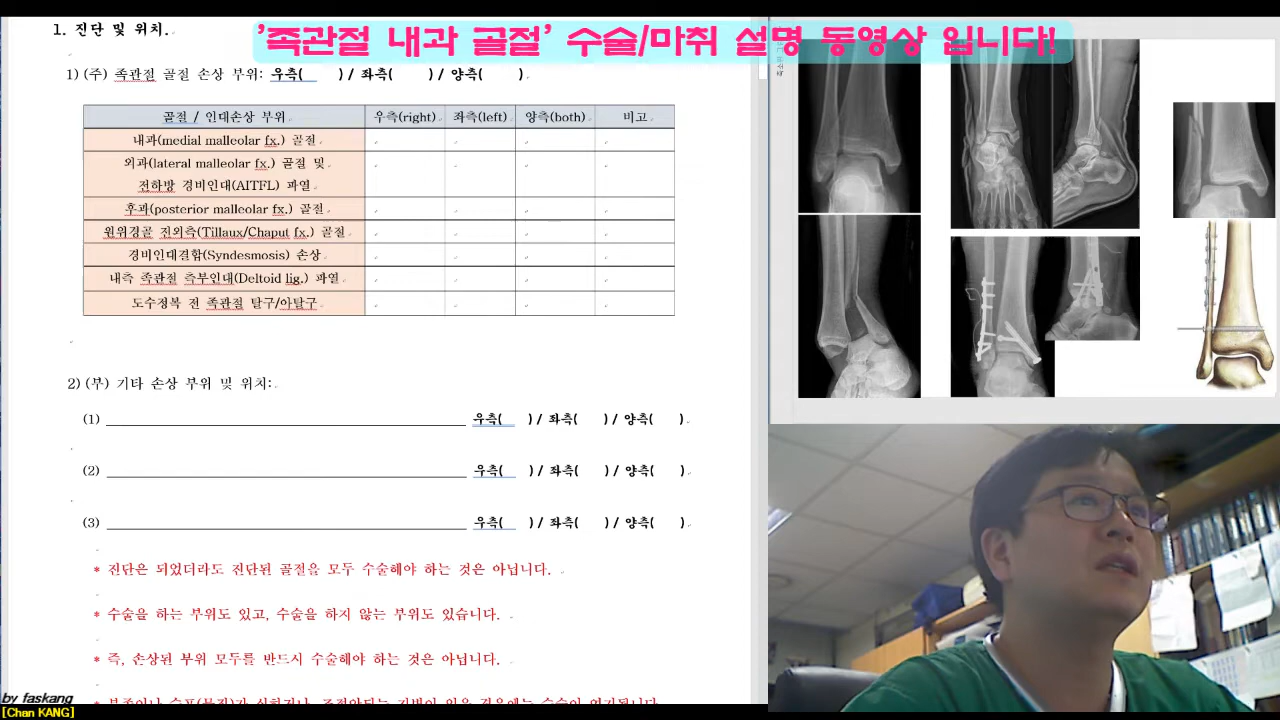 ’족관절 내과 골절’ 수술/마취 설명 동영상 입니다!
1. 진단 및 위치.
1) (주) 족관절 골절 손상 부위: 우측( ) / 좌측( ) / 양측( )
골절 / 인대손상 부위 우측(right) 좌측(left) 양측(both) 비고
내과(medial malleolar fx.) 골절
외과(lateral malleolar fx.) 골절 및
전하방 경비인대(AITFL) 파열
후과(posterior malleolar fx.) 골절
원위경골 전외측(Tillaux/Chaput fx.) 골절
경비인대결합(Syndesmosis) 손상
내측 족관절 측부인대(Deltoid lig.) 파열
도수정복 전 족관절 탈구/아탈구
2) (부) 기타 손상 부위 및 위치:
(1) 우측( ) / 좌측( ) / 양측( )
(2) 우측( ) / 좌측( ) / 양측( )
(3) 우측( ) / 좌측( ) / 양측( )
* 진단은 되었더라도 진단된 골절을 모두 수술해야 하는 것은 아닙니다.
* 수술을 하는 부위도 있고, 수술을 하지 않는 부위도 있습니다.
* 즉, 손상된 부위 모두를 반드시 수술해야 하는 것은 아닙니다.
by faskang
[Chan KANG]